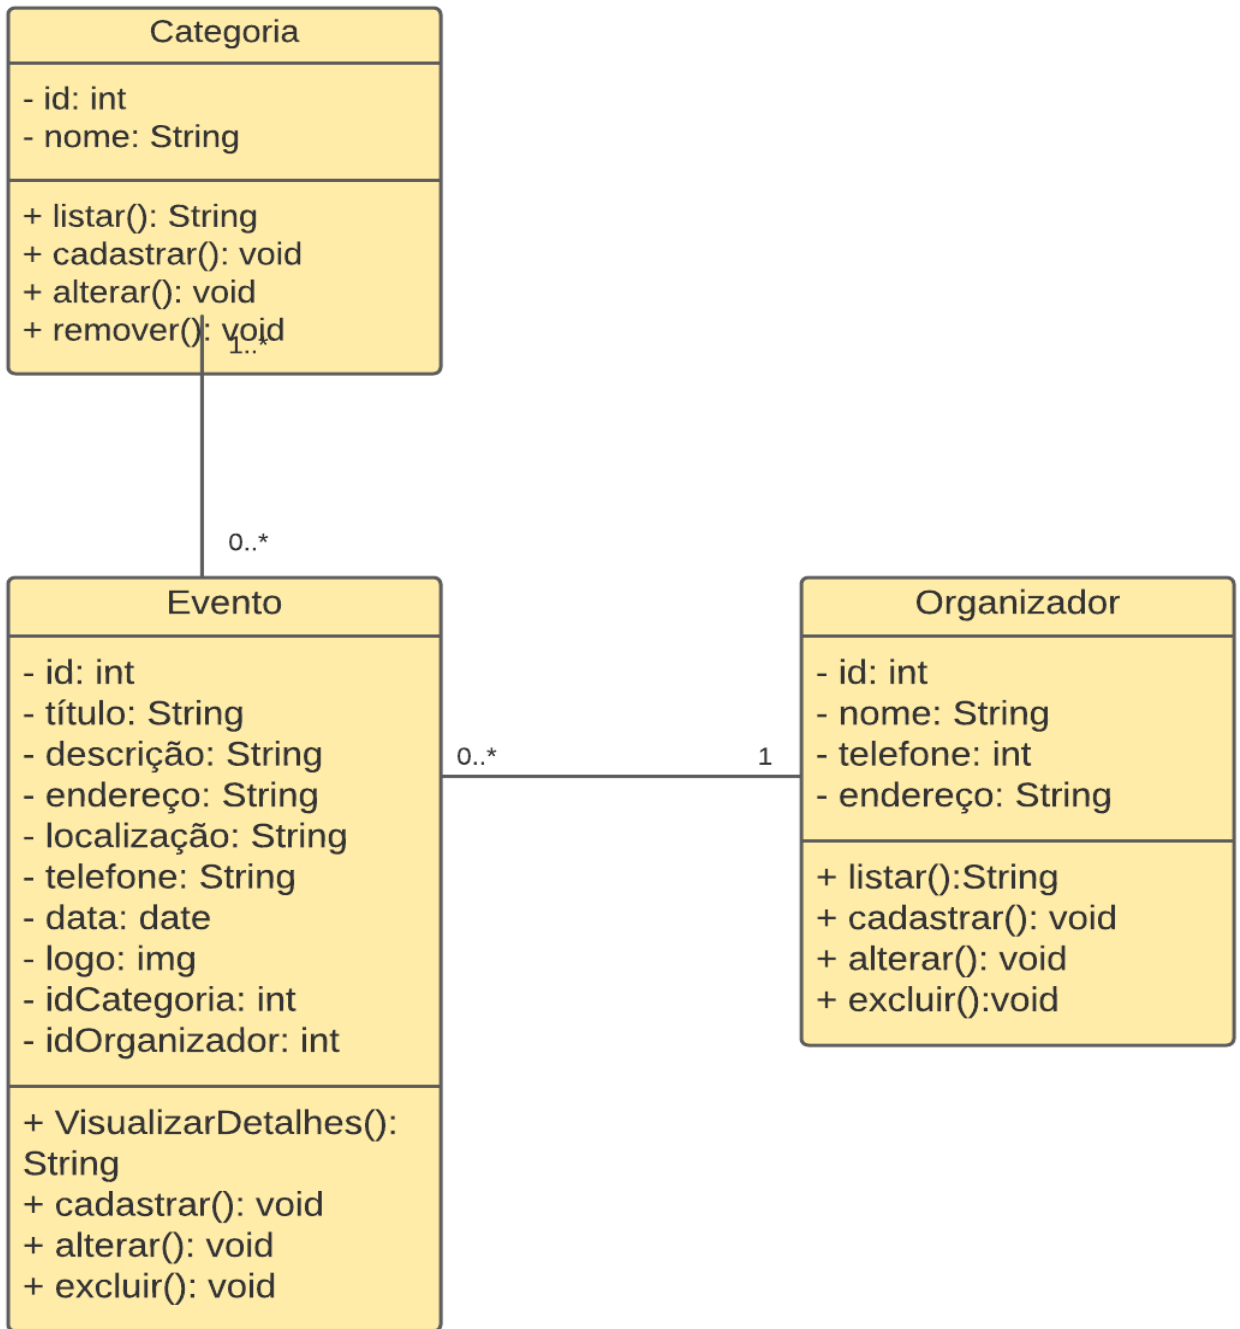 Categoria
- id: int
- nome: String
+ listar(): String
+ cadastrar(): void
+ alterar(): void
+ remover(): void
1..*
0..*
Evento
- id: int
- título: String
- descrição: String
- endereço: String
- localização: String
- telefone: String
- data: date
- logo: img
- idCategoria: int
- idOrganizador: int
+ VisualizarDetalhes():
String
+ cadastrar(): void
+ alterar(): void
+ excluir(): void
0..*
1
Organizador
- id: int
- nome: String
- telefone: int
- endereço: String
+ listar():String
+ cadastrar(): void
+ alterar(): void
+ excluir():void